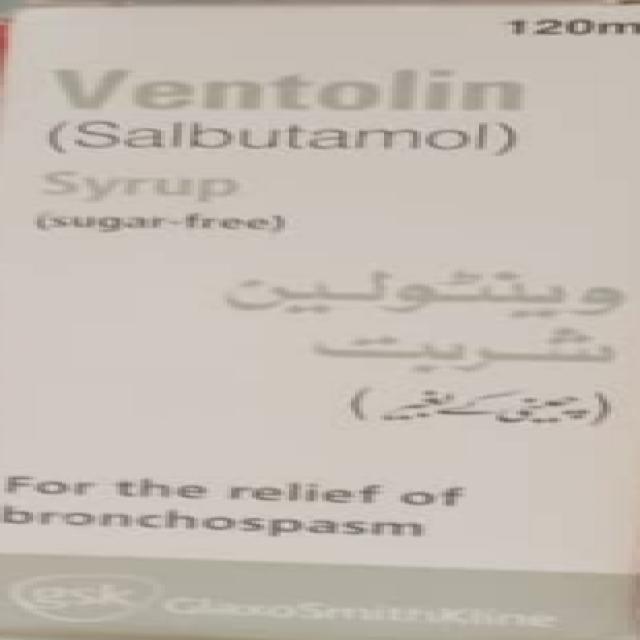 120m
Ventolin
(Salbutamol)
Syrup
(sugar-free)
وینٹولین
شربت
(چینی کے بغیر)
For the relief of
bronchospasm
gsk GlaxoSmithKline